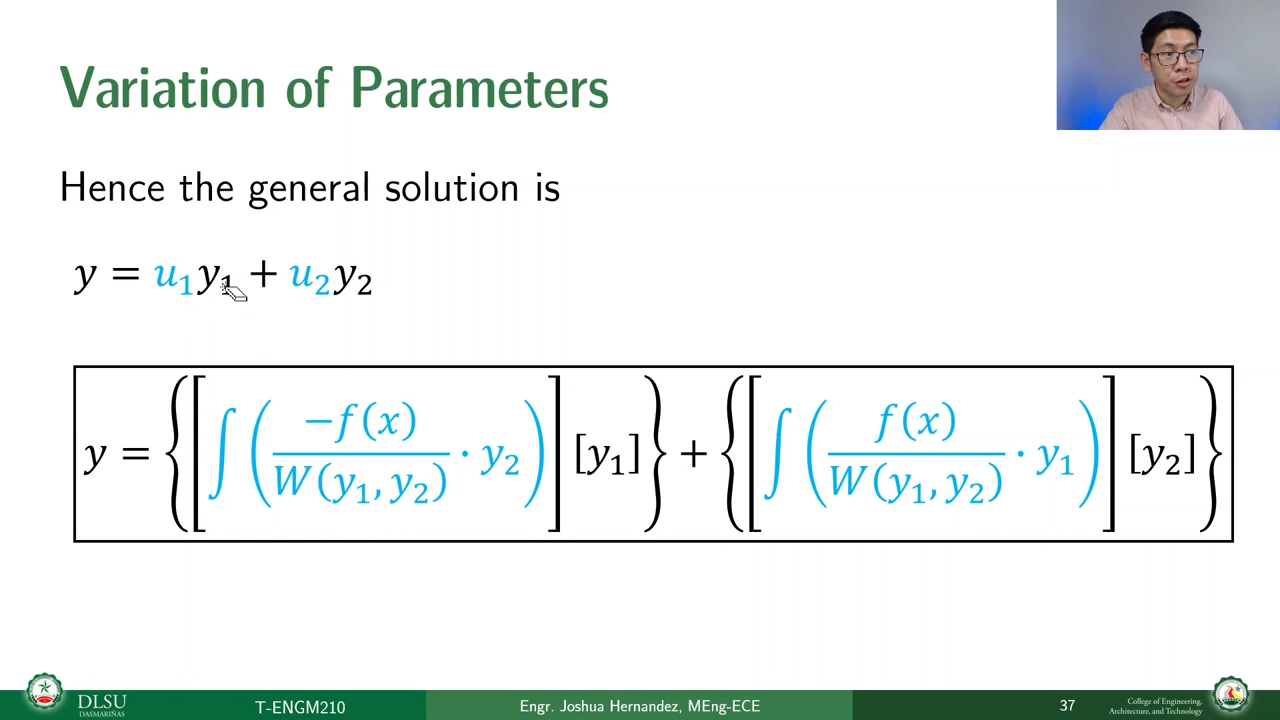 Variation of Parameters
Hence the general solution is
y = u₁y₁ + u₂y₂
y = {[∫(−f(x)/W(y₁, y₂) · y₂)][y₁]} + {[∫(f(x)/W(y₁, y₂) · y₁)][y₂]}
DLSU
DASMARIÑAS
T-ENGM210
Engr. Joshua Hernandez, MEng-ECE
37
College of Engineering,
Architecture, and Technology